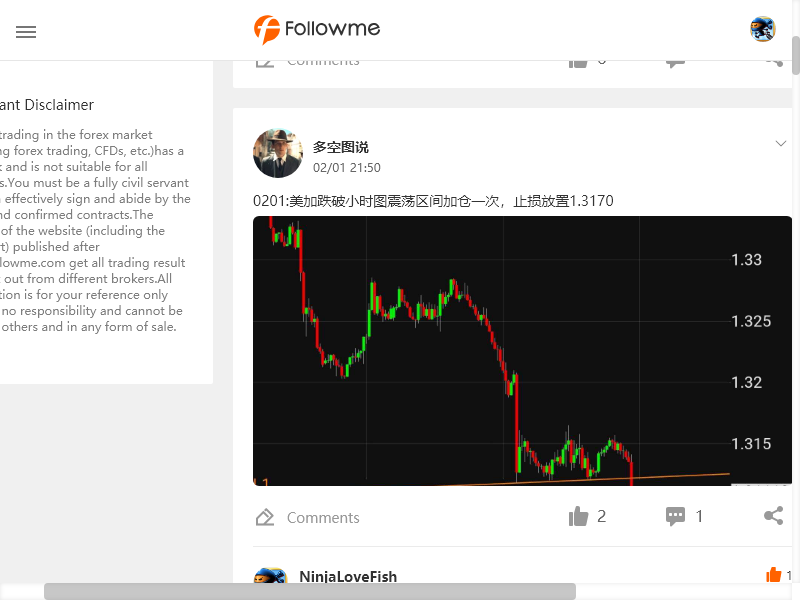 Followme
Comments
ant Disclaimer
trading in the forex market
ng forex trading, CFDs, etc.)has a
k and is not suitable for all
s.You must be a fully civil servant
effectively sign and abide by the
nd confirmed contracts.The
of the website (including the
rt) published after
lowme.com get all trading result
out from different brokers.All
tion is for your reference only
no responsibility and cannot be
others and in any form of sale.
多空图说
02/01 21:50
0201:美加跌破小时图震荡区间加仓一次，止损放置1.3170
1.33
1.325
1.32
1.315
Comments
2
1
NinjaLoveFish
1